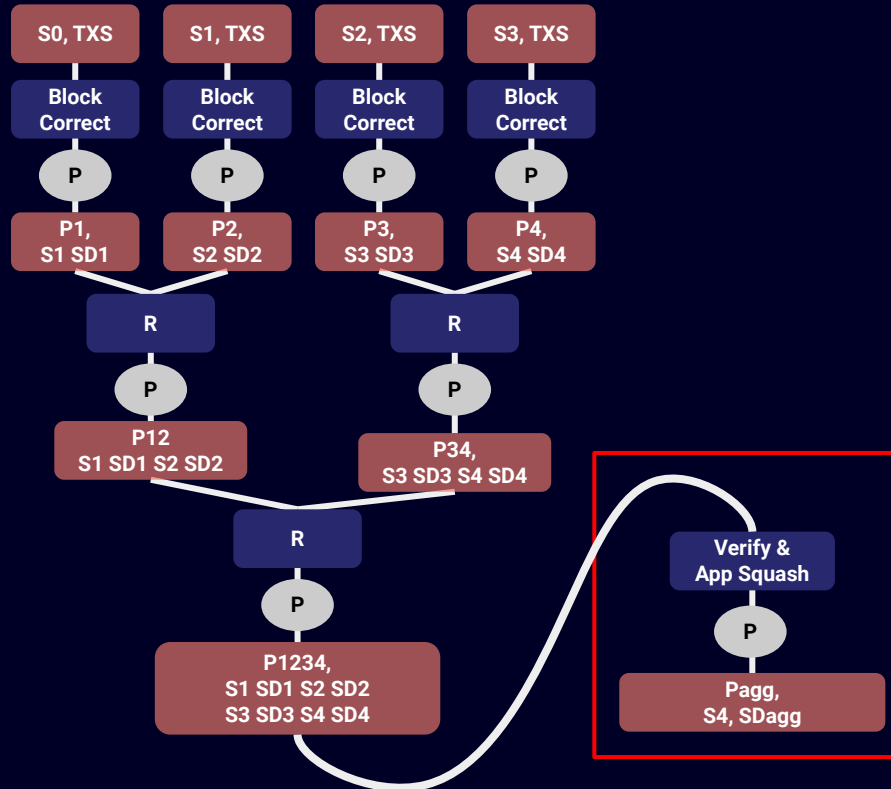 S0, TXS
S1, TXS
S2, TXS
S3, TXS
Block
Correct
Block
Correct
Block
Correct
Block
Correct
P
P
P
P
P1,
S1 SD1
P2,
S2 SD2
P3,
S3 SD3
P4,
S4 SD4
R
R
P
P
P12
S1 SD1 S2 SD2
P34,
S3 SD3 S4 SD4
R
P
P1234,
S1 SD1 S2 SD2
S3 SD3 S4 SD4
Verify &
App Squash
P
Pagg,
S4, SDagg